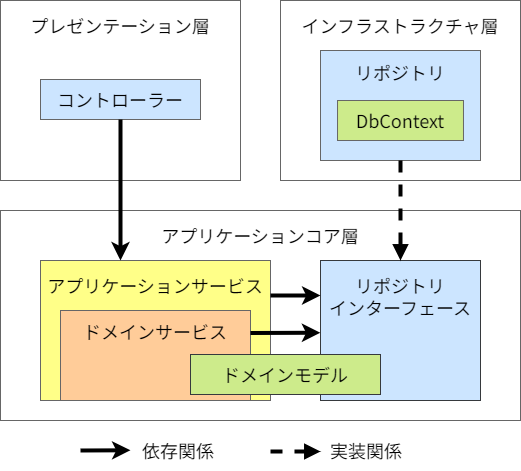 プレゼンテーション層
コントローラー
インフラストラクチャ層
リポジトリ
DbContext
アプリケーションコア層
アプリケーションサービス
ドメインサービス
ドメインモデル
リポジトリ
インターフェース
依存関係
実装関係